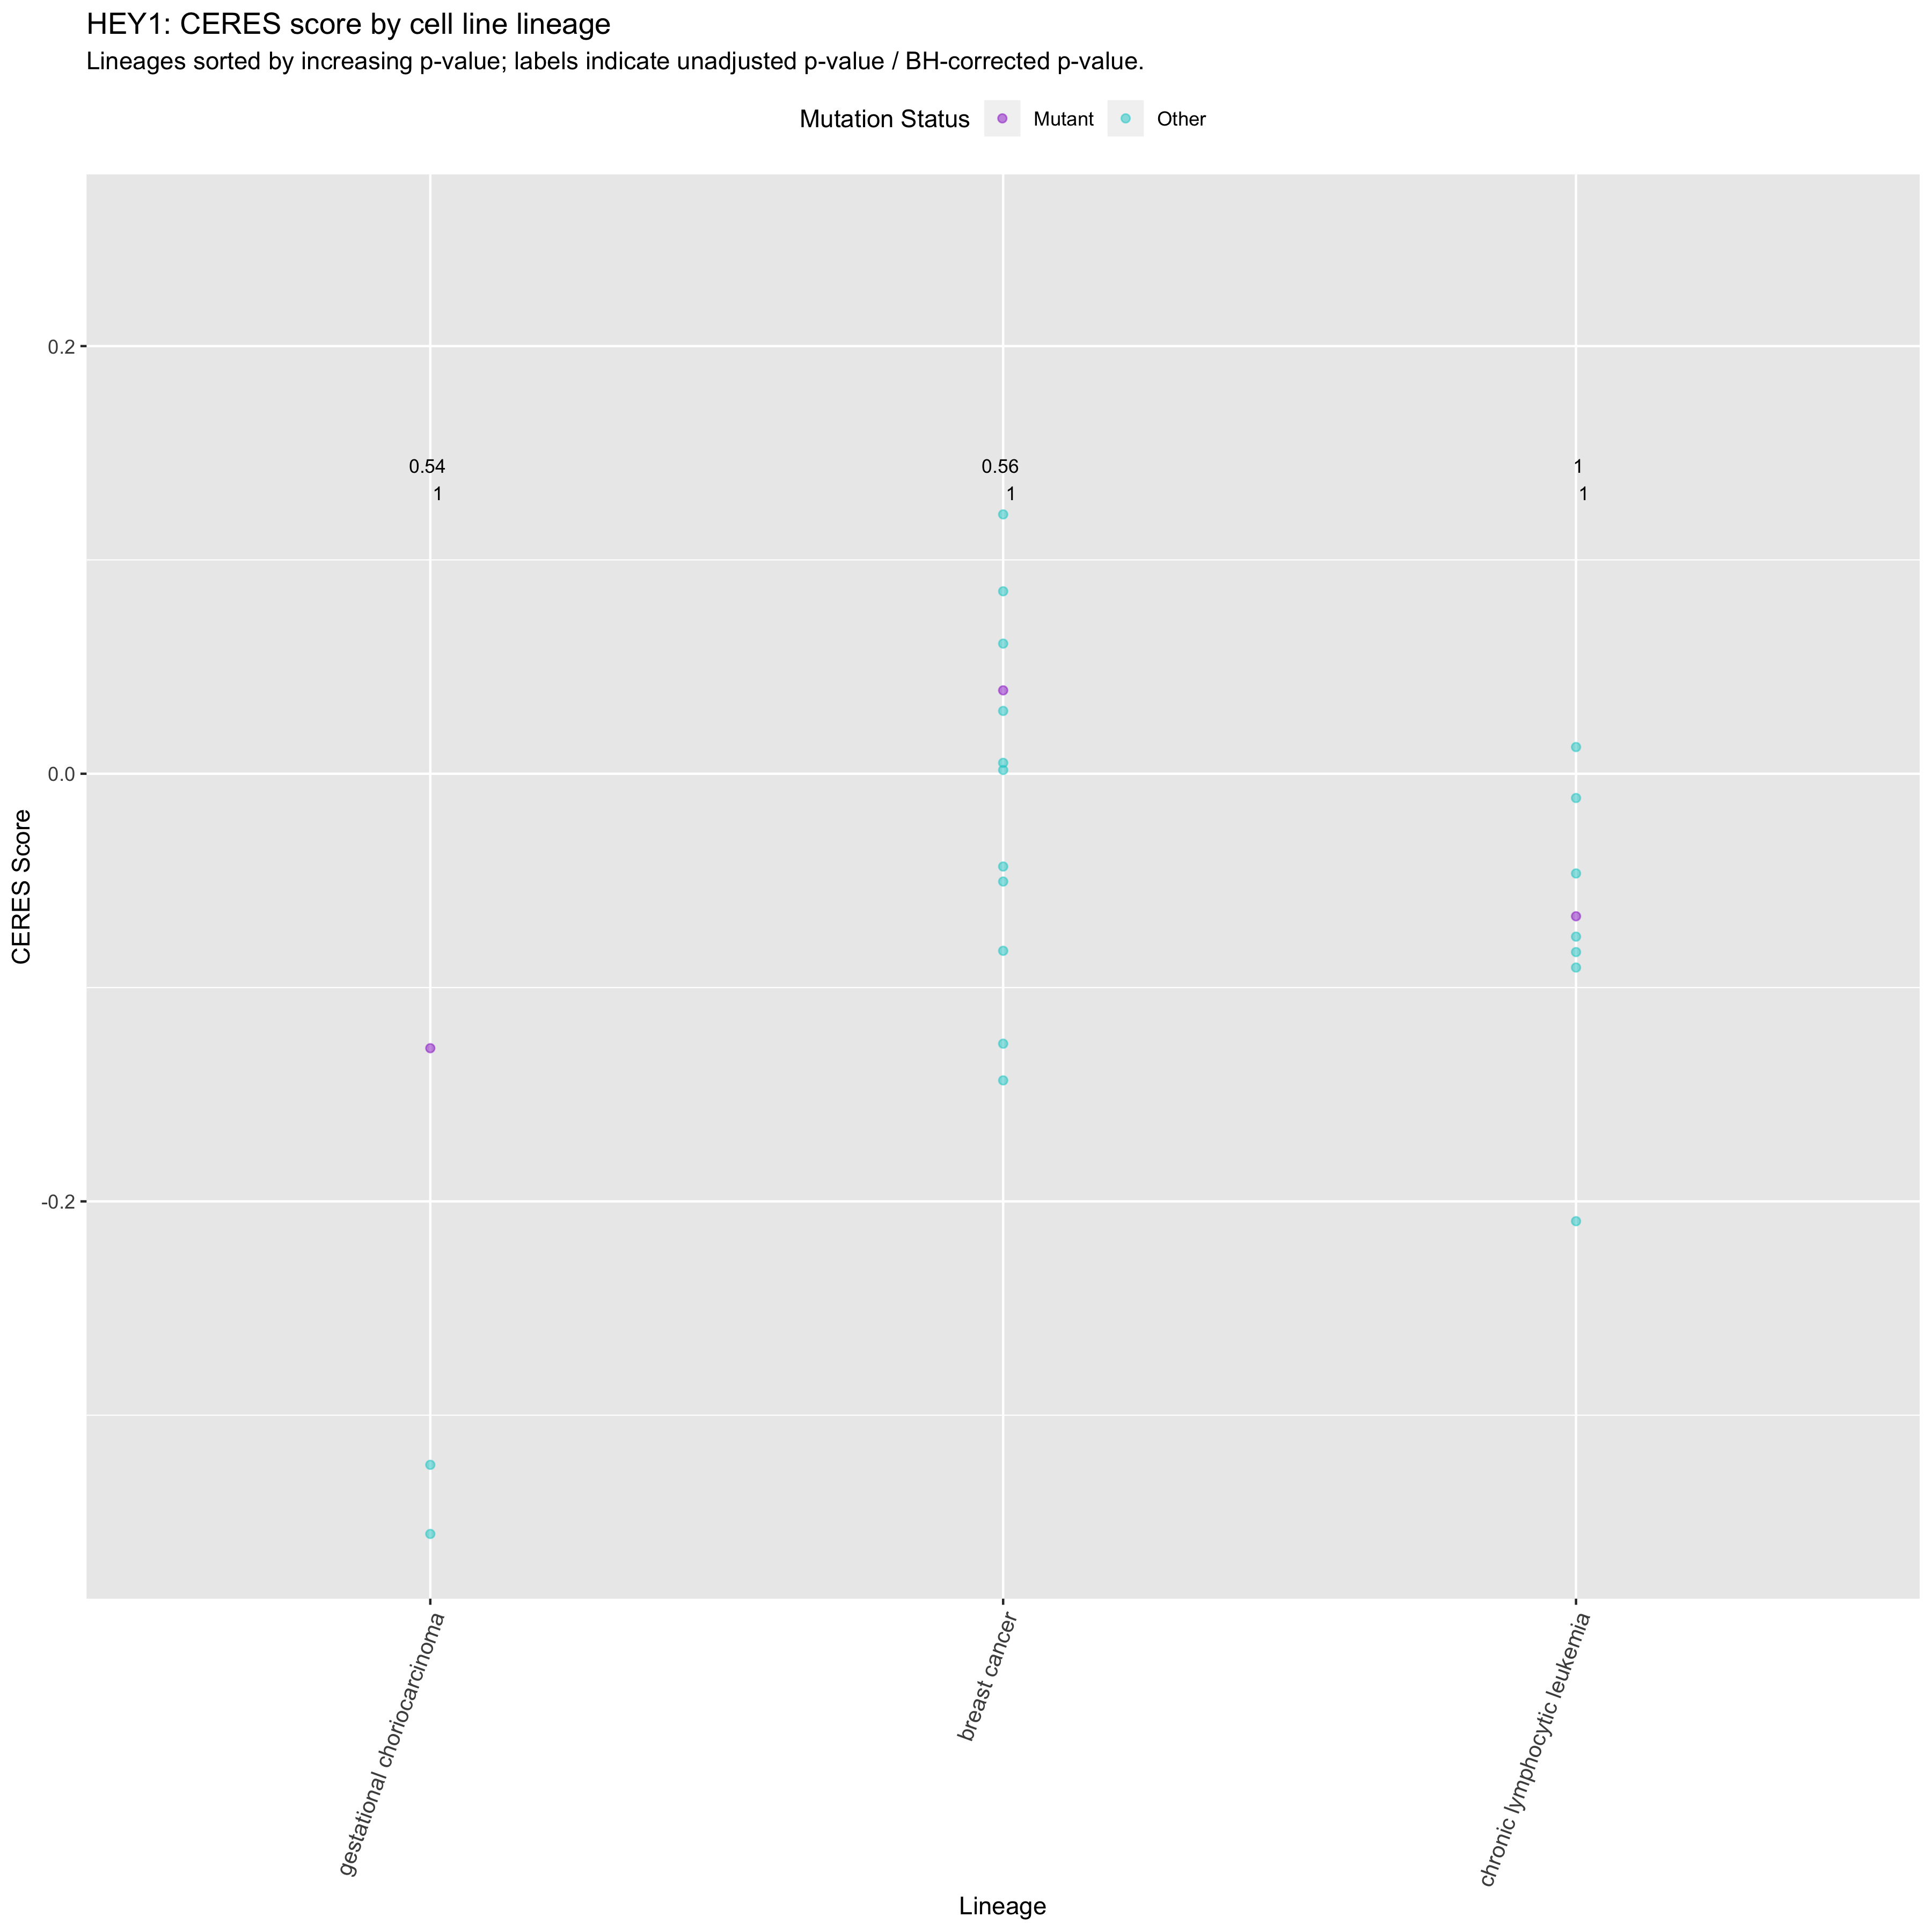 HEY1: CERES score by cell line lineage
Lineages sorted by increasing p-value; labels indicate unadjusted p-value / BH-corrected p-value.
Mutation Status Mutant Other
0.2
0.54 0.56 1
1 1 1
0.0
CERES Score
-0.2
gestational choriocarcinoma
breast cancer
chronic lymphocytic leukemia
Lineage